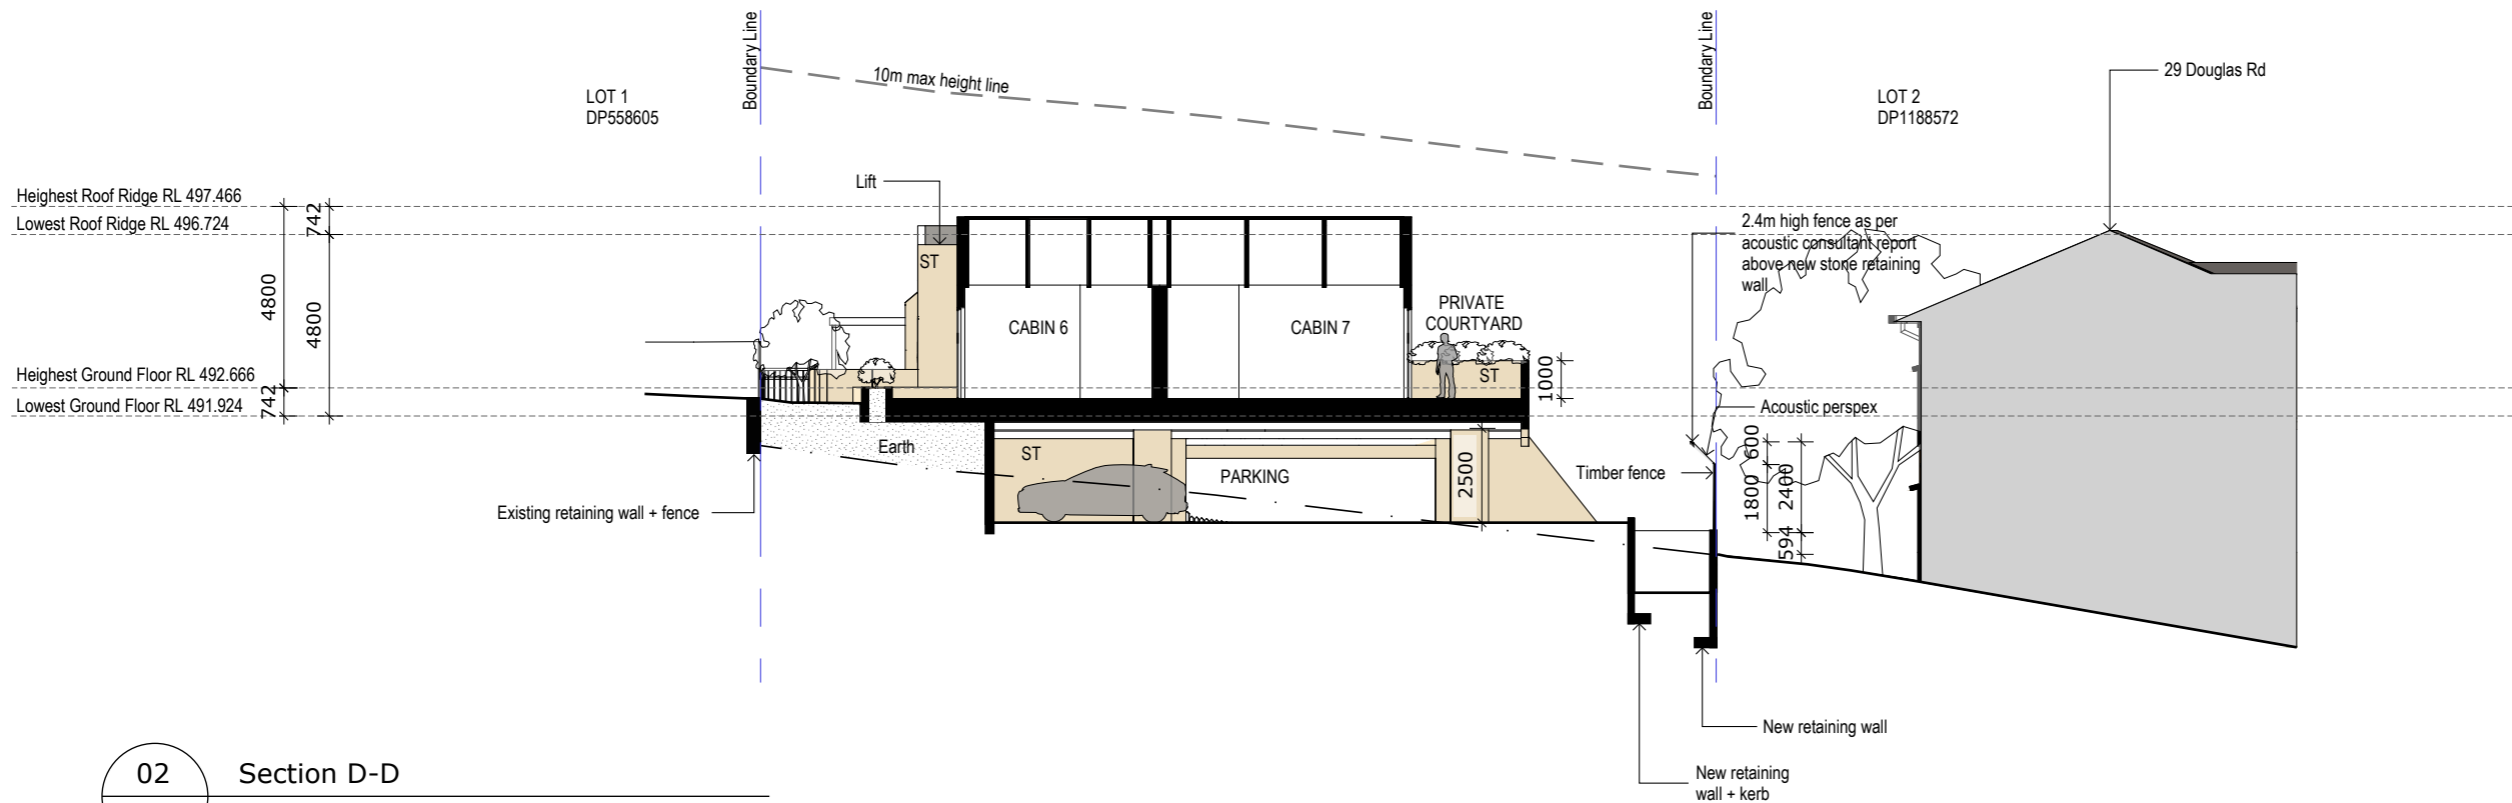 Boundary Line
Boundary Line
10m max height line
29 Douglas Rd
LOT 1
DP558605
LOT 2
DP1188572
Lift
Heighest Roof Ridge RL 497.466
Lowest Roof Ridge RL 496.724
742
4800
4800
2.4m high fence as per
acoustic consultant report
above new stone retaining
wall
ST
CABIN 6
CABIN 7
PRIVATE
COURTYARD
ST
1000
Heighest Ground Floor RL 492.666
Lowest Ground Floor RL 491.924
742
Acoustic perspex
Earth
ST
PARKING
2500
Timber fence
600
1800
2400
594
Existing retaining wall + fence
New retaining wall
New retaining
wall + kerb
02
Section D-D